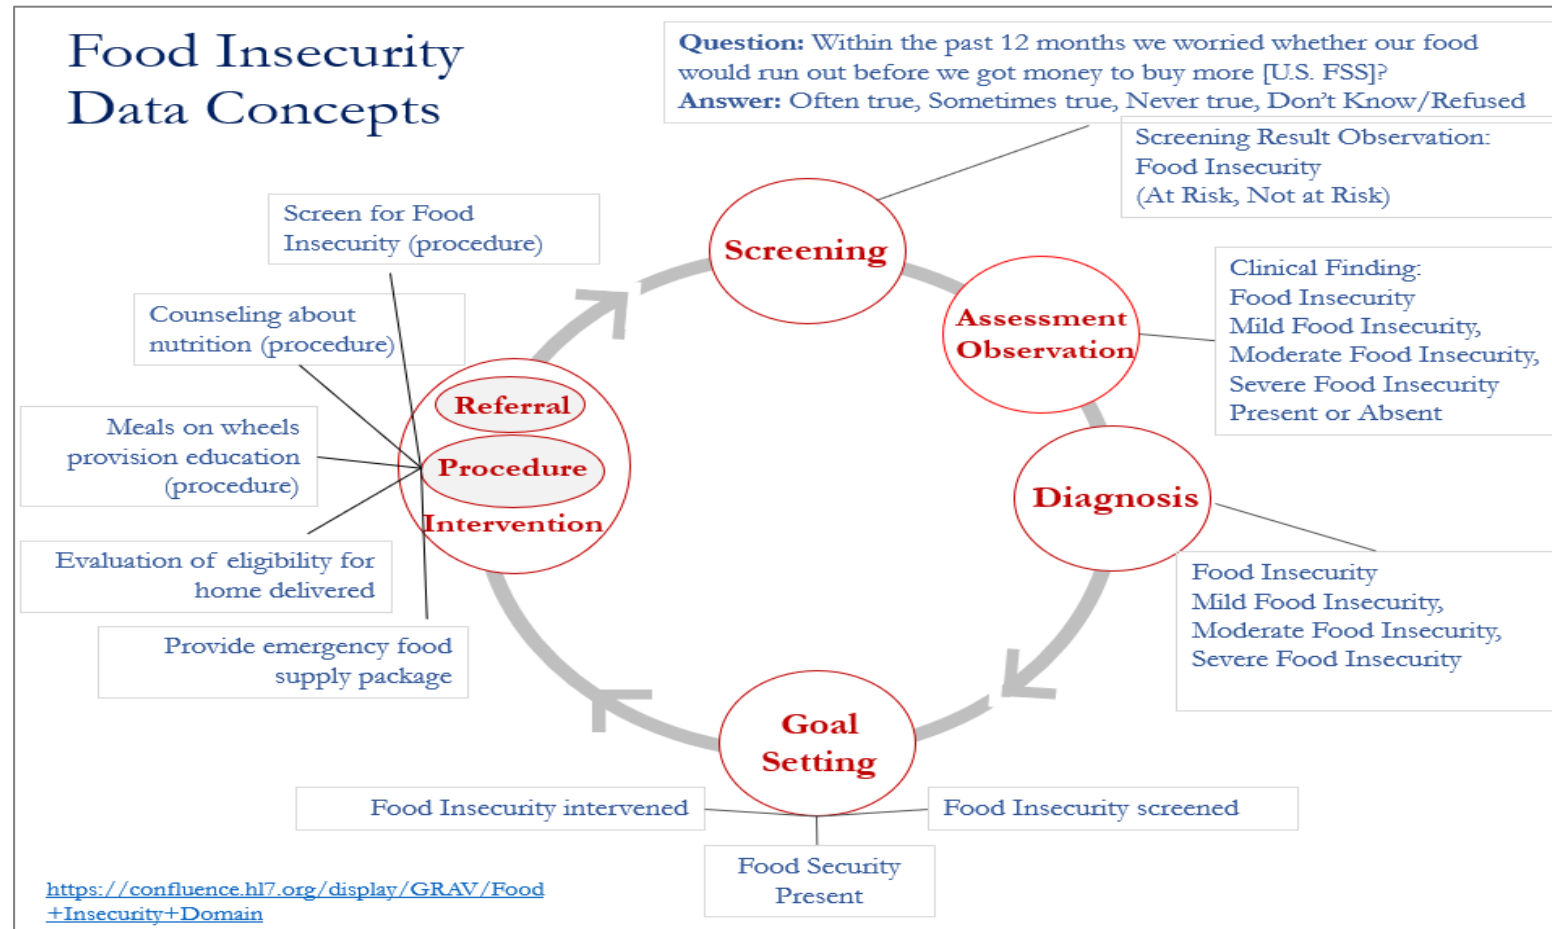 Food Insecurity
Data Concepts
Question: Within the past 12 months we worried whether our food
would run out before we got money to buy more [U.S. FSS]?
Answer: Often true, Sometimes true, Never true, Don't Know/Refused
Screening Result Observation:
Food Insecurity
(At Risk, Not at Risk)
Screening
Assessment
Observation
Clinical Finding:
Food Insecurity
Mild Food Insecurity,
Moderate Food Insecurity,
Severe Food Insecurity
Present or Absent
Diagnosis
Food Insecurity
Mild Food Insecurity,
Moderate Food Insecurity,
Severe Food Insecurity
Goal
Setting
Food Insecurity intervened
Food Insecurity screened
Food Security
Present
Referral
Procedure
Intervention
Screen for Food
Insecurity (procedure)
Counseling about
nutrition (procedure)
Meals on wheels
provision education
(procedure)
Evaluation of eligibility for
home delivered
Provide emergency food
supply package
https://confluence.hl7.org/display/GRAV/Food
+Insecurity+Domain